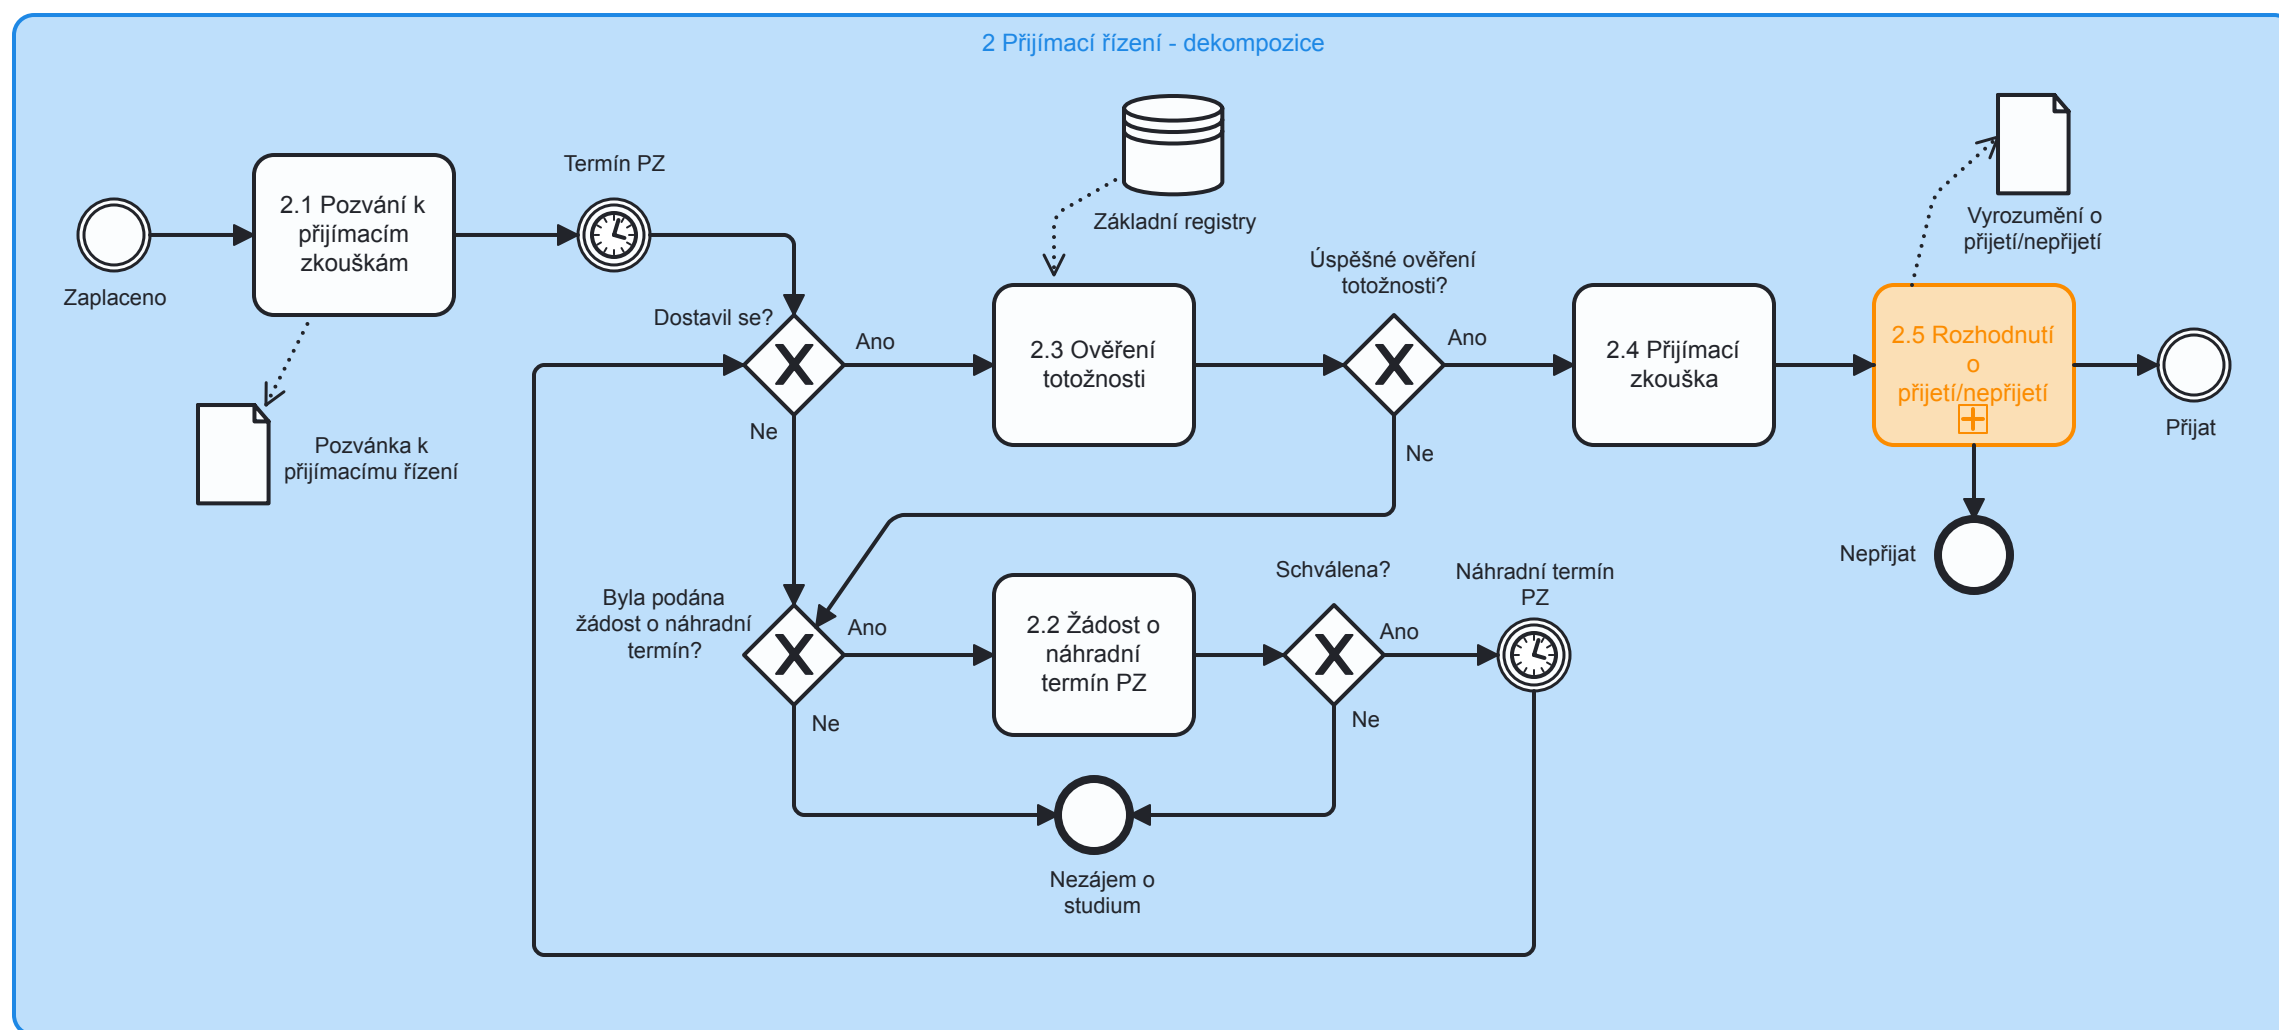 2 Přijímací řízení - dekompozice
Termín PZ
2.1 Pozvání k
přijímacím
zkouškám
Zaplaceno
Pozvánka k
přijímacímu řízení
Základní registry
Dostavil se?
Ano
Ne
2.3 Ověření
totožnosti
Úspěšné ověření
totožnosti?
Ano
Ne
2.4 Přijímací
zkouška
Vyrozumění o
přijetí/nepřijetí
2.5 Rozhodnutí
o
přijetí/nepřijetí
Přijat
Nepřijat
Byla podána
žádost o náhradní
termín?
Ano
Ne
2.2 Žádost o
náhradní
termín PZ
Schválena?
Ano
Ne
Náhradní termín
PZ
Nezájem o
studium